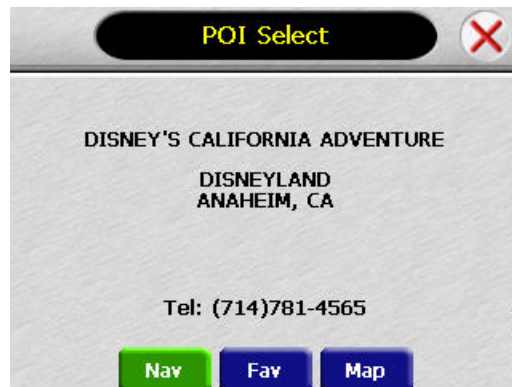 POI Select
DISNEY'S CALIFORNIA ADVENTURE
DISNEYLAND
ANAHEIM, CA
Tel: (714)781-4565
Nav Fav Map